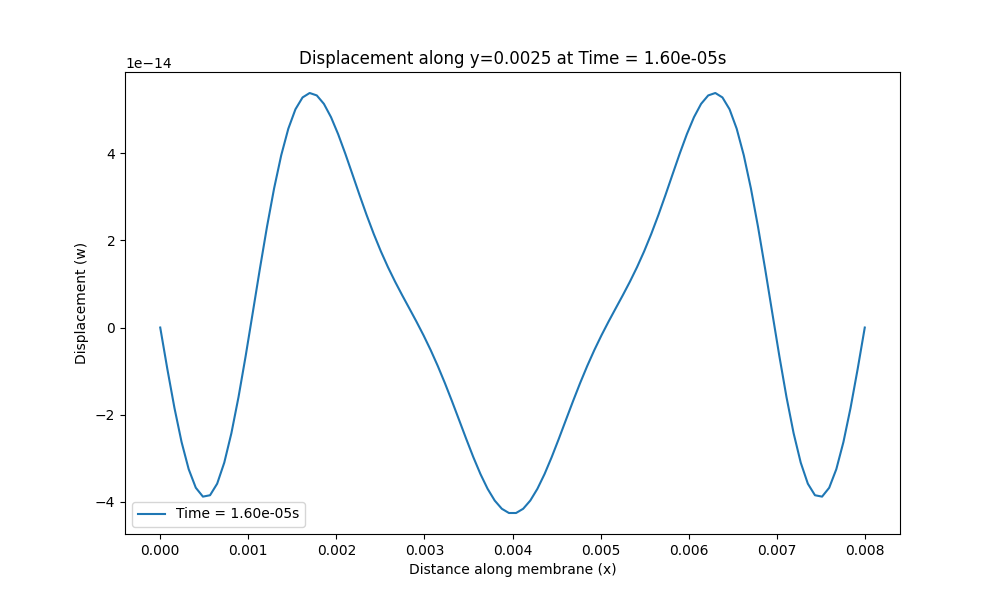 Displacement along y=0.0025 at Time = 1.60e-05s
1e−14
4
2
0
−2
−4
Displacement (w)
Time = 1.60e-05s
0.000 0.001 0.002 0.003 0.004 0.005 0.006 0.007 0.008
Distance along membrane (x)